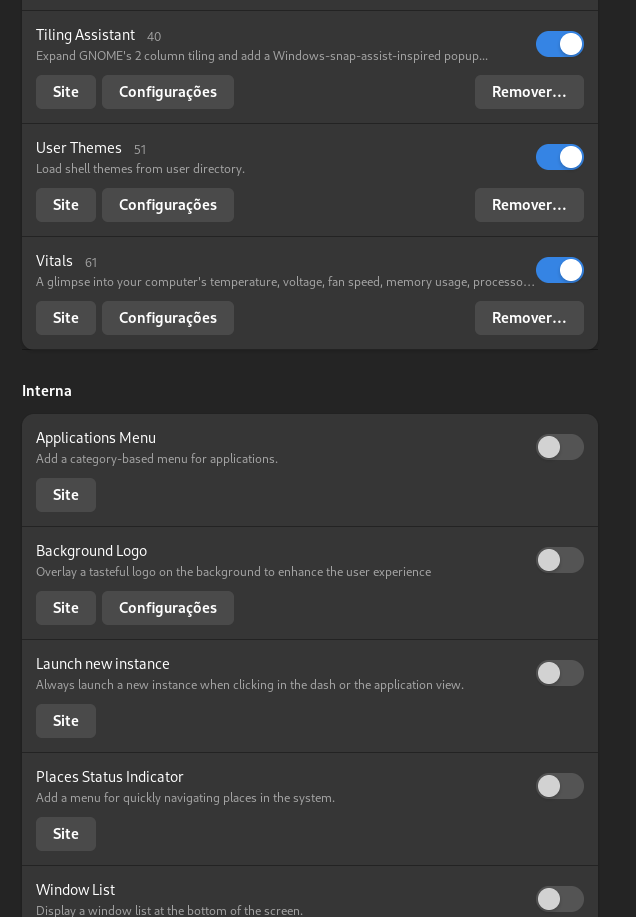 Tiling Assistant 40
Expand GNOME's 2 column tiling and add a Windows-snap-assist-inspired popup...
Site Configurações Remover...
User Themes 51
Load shell themes from user directory.
Site Configurações Remover...
Vitals 61
A glimpse into your computer's temperature, voltage, fan speed, memory usage, processo...
Site Configurações Remover...
Interna
Applications Menu
Add a category-based menu for applications.
Site
Background Logo
Overlay a tasteful logo on the background to enhance the user experience
Site Configurações
Launch new instance
Always launch a new instance when clicking in the dash or the application view.
Site
Places Status Indicator
Add a menu for quickly navigating places in the system.
Site
Window List
Display a window list at the bottom of the screen.